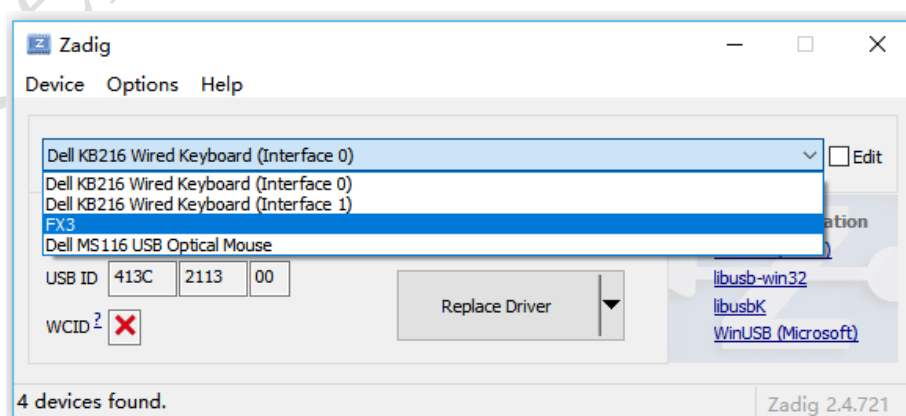 Zadig
Device Options Help
Dell KB216 Wired Keyboard (Interface 0)
Edit
Dell KB216 Wired Keyboard (Interface 0)
Dell KB216 Wired Keyboard (Interface 1)
FX3
ation
Dell MS116 USB Optical Mouse
USB ID 413C 2113 00
Replace Driver
libusb-win32
libusbK
WCID ?
WinUSB (Microsoft)
4 devices found.
Zadig 2.4.721